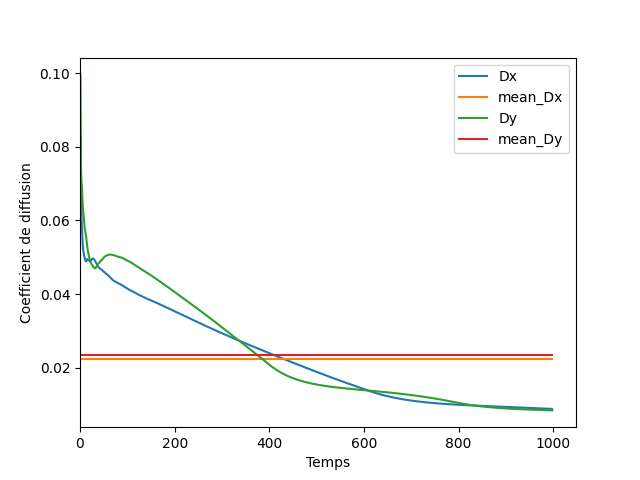 0.10
0.08
0.06
0.04
0.02
Coefficient de diffusion
Dx
mean_Dx
Dy
mean_Dy
0 200 400 600 800 1000
Temps